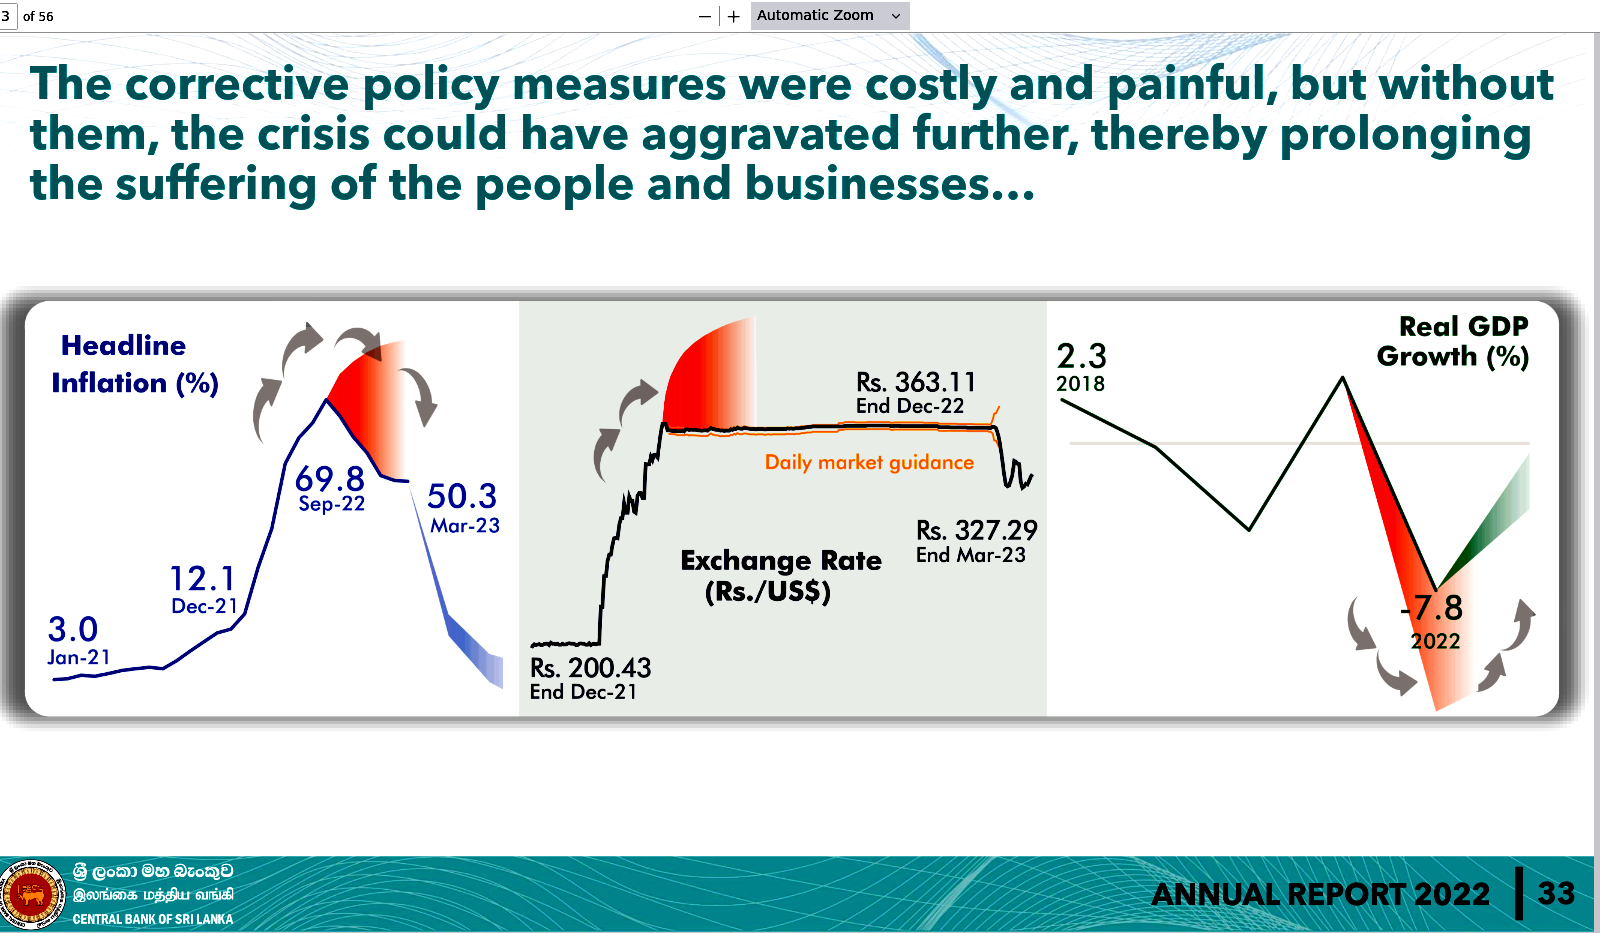 3 of 56
Automatic Zoom
The corrective policy measures were costly and painful, but without
them, the crisis could have aggravated further, thereby prolonging
the suffering of the people and businesses...
Headline
Inflation (%)
69.8
Sep-22
50.3
Mar-23
12.1
Dec-21
3.0
Jan-21
Rs. 363.11
End Dec-22
Daily market guidance
Rs. 327.29
End Mar-23
Exchange Rate
(Rs./US$)
Rs. 200.43
End Dec-21
Real GDP
Growth (%)
2.3
2018
-7.8
2022
ශ්‍රී ලංකා මහ බැංකුව
இலங்கை மத்திய வங்கி
CENTRAL BANK OF SRI LANKA
ANNUAL REPORT 2022
33